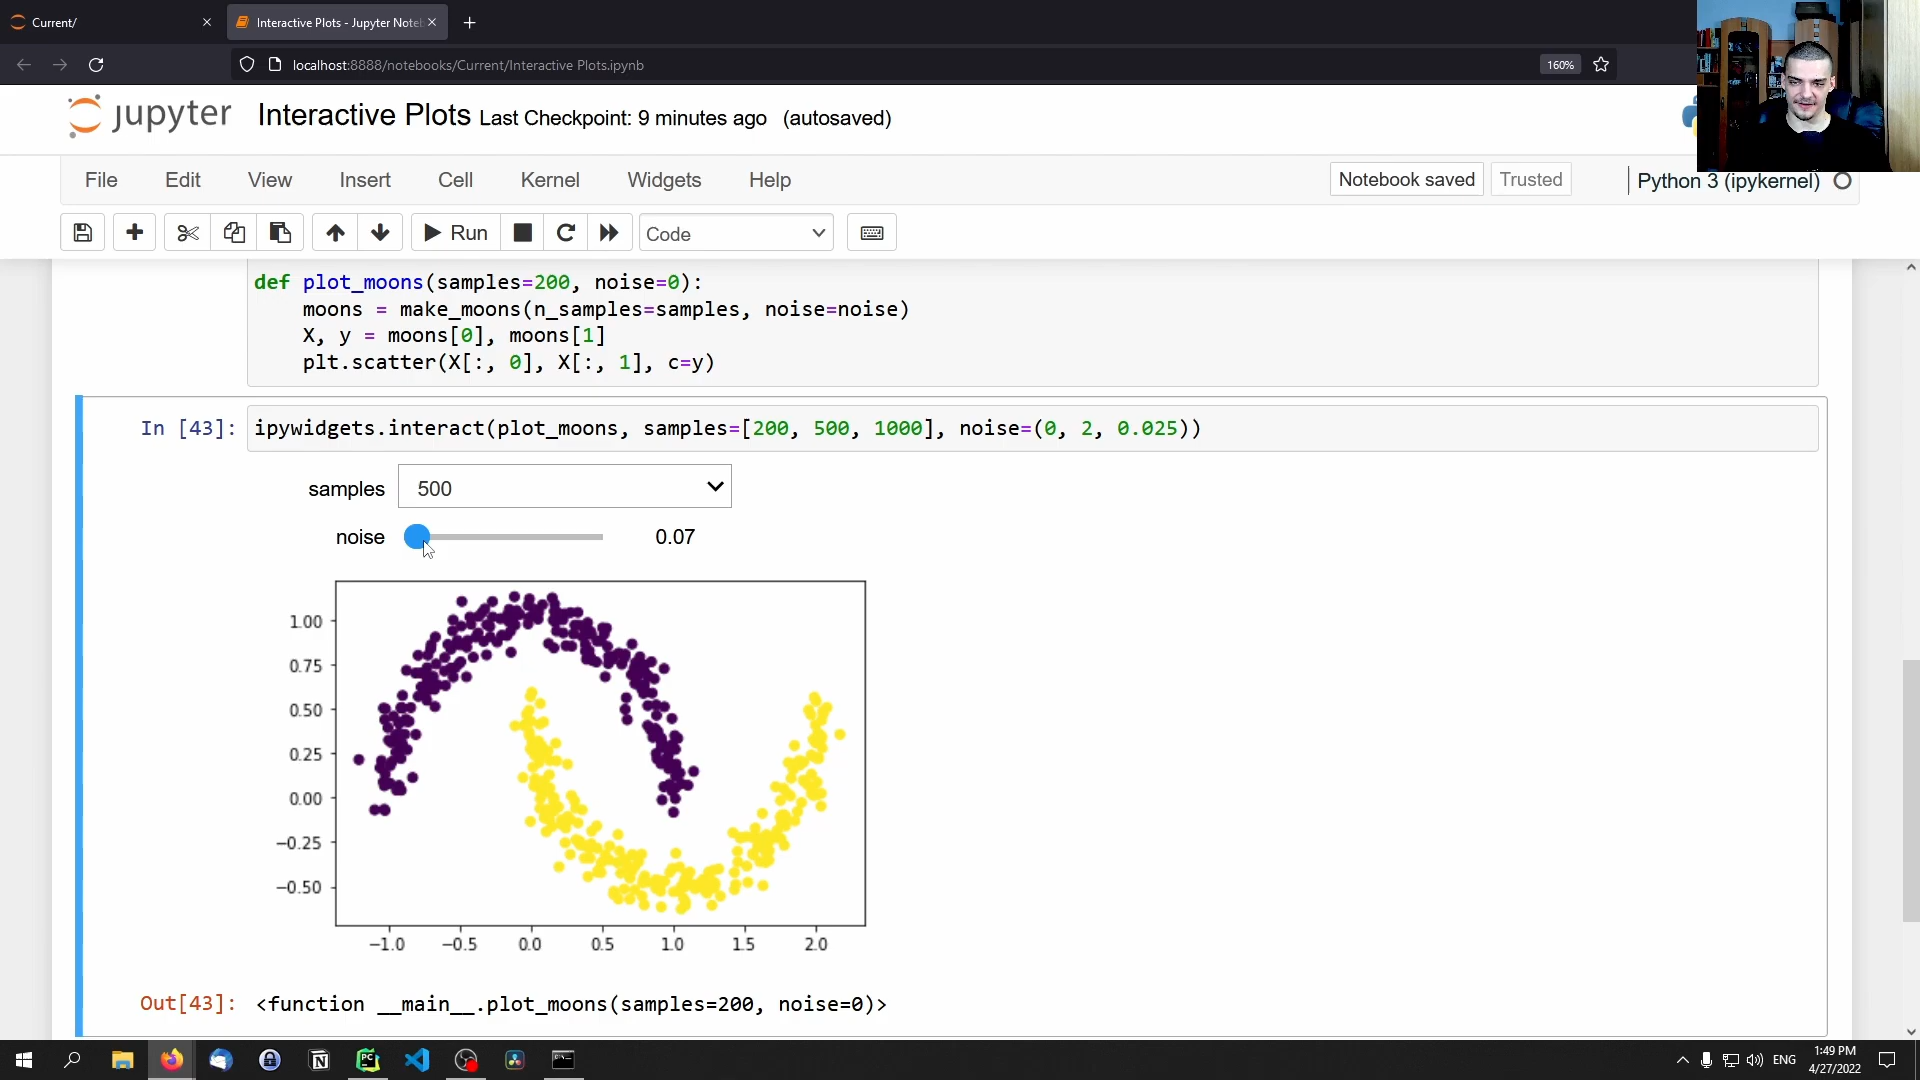 Current/
Interactive Plots - Jupyter Noteb
localhost:8888/notebooks/Current/Interactive Plots.ipynb
160%
jupyter
Interactive Plots Last Checkpoint: 9 minutes ago (autosaved)
File Edit View Insert Cell Kernel Widgets Help
Notebook saved Trusted Python 3 (ipykernel)
Run Code
def plot_moons(samples=200, noise=0):
moons = make_moons(n_samples=samples, noise=noise)
X, y = moons[0], moons[1]
plt.scatter(X[:, 0], X[:, 1], c=y)
In [43]: ipywidgets.interact(plot_moons, samples=[200, 500, 1000], noise=(0, 2, 0.025))
samples 500
noise 0.07
1.00
0.75
0.50
0.25
0.00
−0.25
−0.50
−1.0 −0.5 0.0 0.5 1.0 1.5 2.0
Out[43]: <function __main__.plot_moons(samples=200, noise=0)>
ENG
1:49 PM
4/27/2022